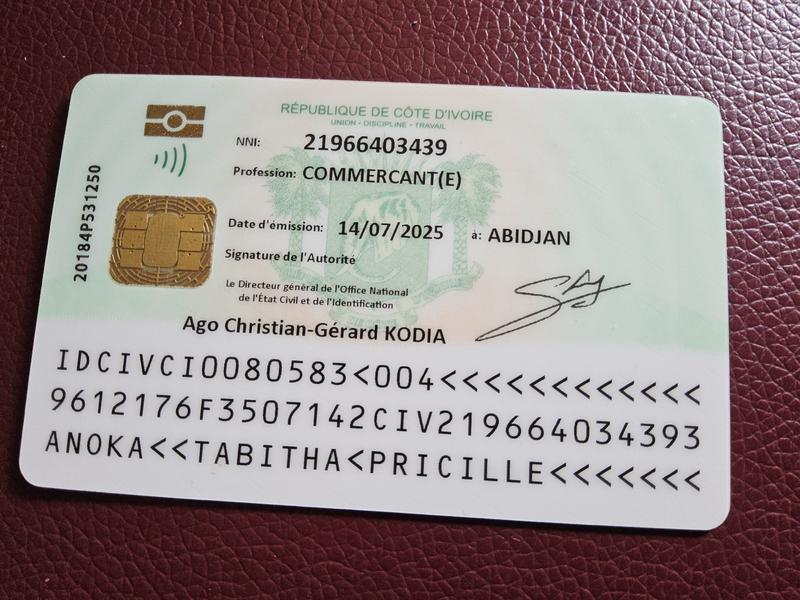 RÉPUBLIQUE DE CÔTE D'IVOIRE
UNION - DISCIPLINE - TRAVAIL
NNI: 21966403439
Profession: COMMERCANT(E)
20184P531250
Date d'émission: 14/07/2025 à: ABIDJAN
Signature de l'Autorité
Le Directeur général de l'Office National
de l'État Civil et de l'Identification
Ago Christian-Gérard KODIA
IDCIVCI0080583<004<<<<<<<<<<<<
9612176F3507142CIV219664034393
ANOKA<<TABITHA<PRICILLE<<<<<<<